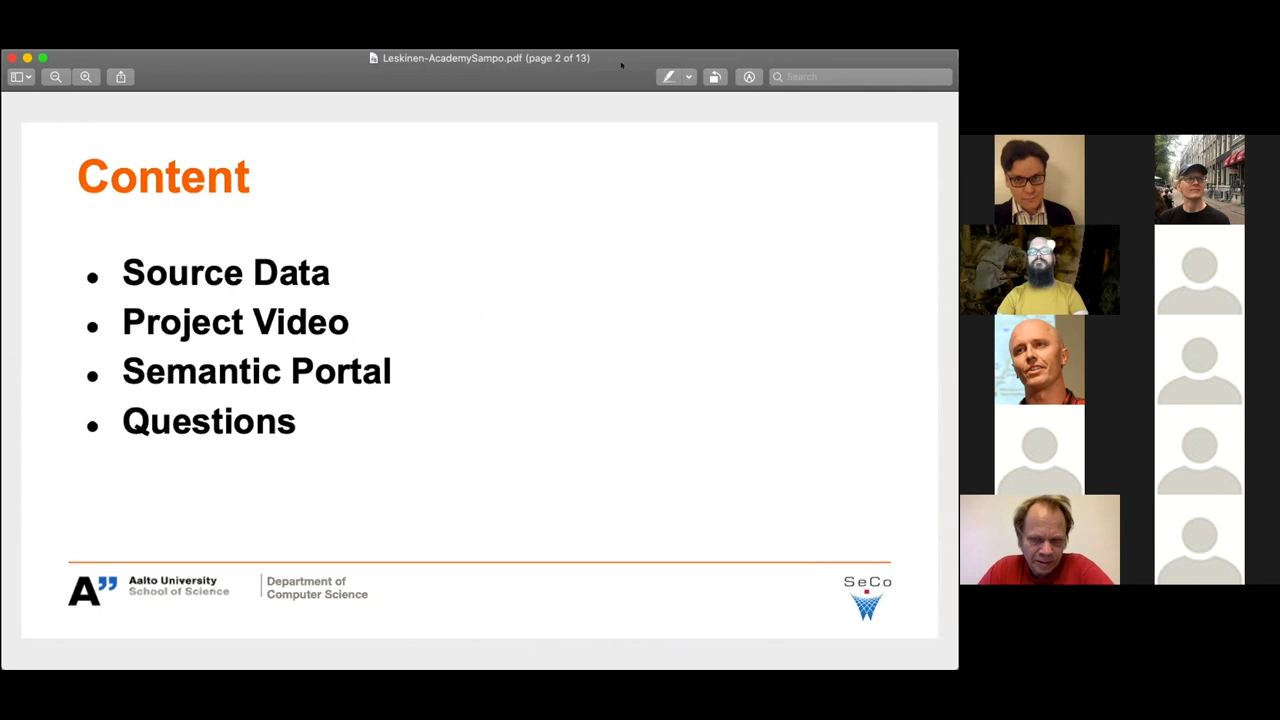 Leskinen-AcademySampo.pdf (page 2 of 13)
Search
Content
• Source Data
• Project Video
• Semantic Portal
• Questions
A”
Aalto University
School of Science
Department of
Computer Science
SeCo